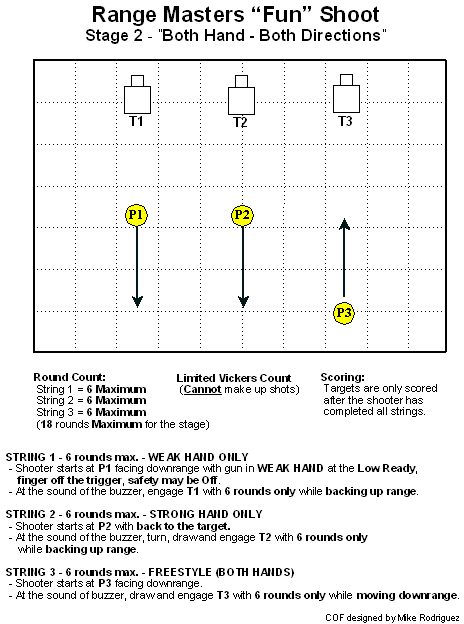 Range Masters “Fun” Shoot
Stage 2 - "Both Hand - Both Directions"
T1
T2
T3
P1
P2
P3
Round Count:
String 1 = 6 Maximum
String 2 = 6 Maximum
String 3 = 6 Maximum
(18 rounds Maximum for the stage)
Limited Vickers Count
(Cannot make up shots)
Scoring:
Targets are only scored
after the shooter has
completed all strings.
STRING 1 - 6 rounds max. - WEAK HAND ONLY
- Shooter starts at P1 facing downrange with gun in WEAK HAND at the Low Ready,
finger off the trigger, safety may be Off.
- At the sound of the buzzer, engage T1 with 6 rounds only while backing up range.
STRING 2 - 6 rounds max. - STRONG HAND ONLY
- Shooter starts at P2 with back to the target.
- At the sound of the buzzer, turn, draw and engage T2 with 6 rounds only
while backing up range.
STRING 3 - 6 rounds max. - FREESTYLE (BOTH HANDS)
- Shooter starts at P3 facing downrange.
- At the sound of buzzer, draw and engage T3 with 6 rounds only while moving downrange.
COF designed by Mike Rodriguez